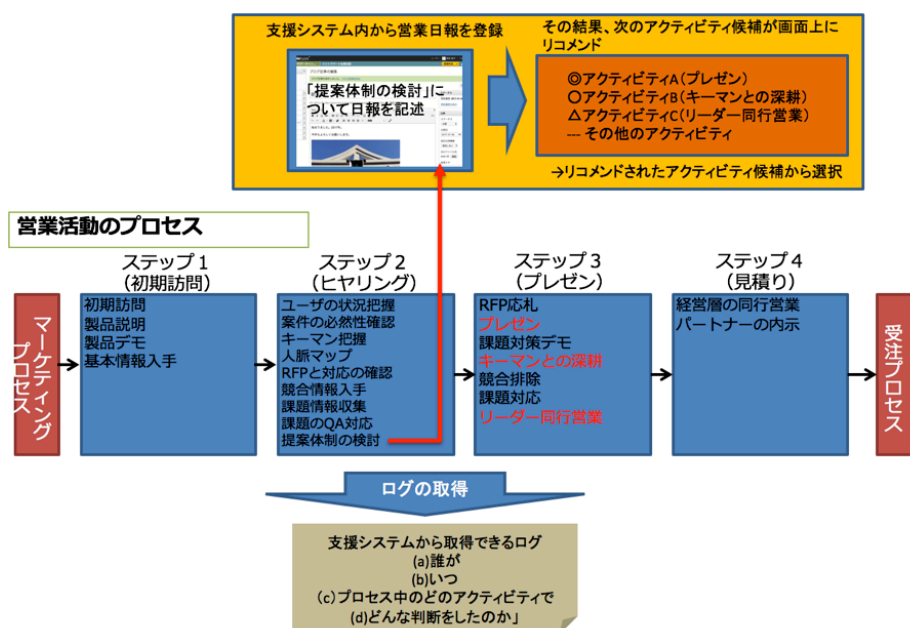 支援システム内から営業日報を登録
「提案体制の検討」に
ついて日報を記述
その結果、次のアクティビティ候補が画面上に
リコメンド
◎アクティビティA(プレゼン)
○アクティビティB(キーマンとの深耕)
△アクティビティC(リーダー同行営業)
--- その他のアクティビティ
→リコメンドされたアクティビティ候補から選択
営業活動のプロセス
マーケティング
プロセス
ステップ１
(初期訪問)
初期訪問
製品説明
製品デモ
基本情報入手
ステップ２
(ヒヤリング)
ユーザの状況把握
案件の必然性確認
キーマン把握
人脈マップ
RFPと対応の確認
競合情報入手
課題情報収集
課題のQA対応
提案体制の検討
ステップ３
(プレゼン)
RFP応札
プレゼン
課題対策デモ
キーマンとの深耕
競合排除
課題対応
リーダー同行営業
ステップ４
(見積り)
経営層の同行営業
パートナーの内示
受注プロセス
ログの取得
支援システムから取得できるログ
(a)誰が
(b)いつ
(c)プロセス中のどのアクティビティで
(d)どんな判断をしたのか」